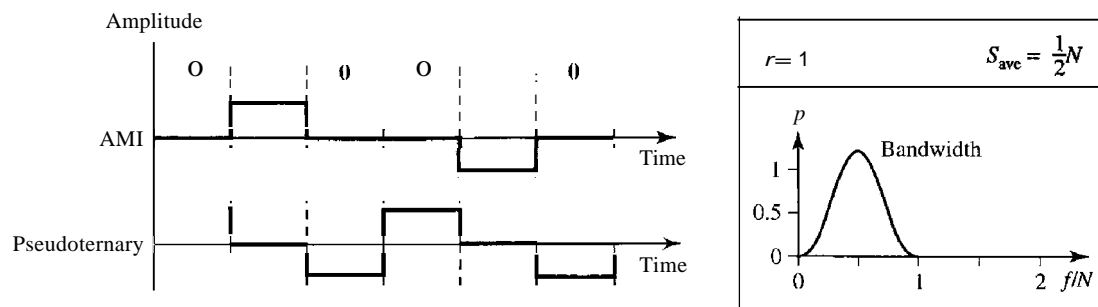 Amplitude
O 0 O 0
AMI
Time
Pseudoternary
Time
r = 1 S_ave = 1/2 N
p
Bandwidth
1
0.5
0
0 1 2 f/N